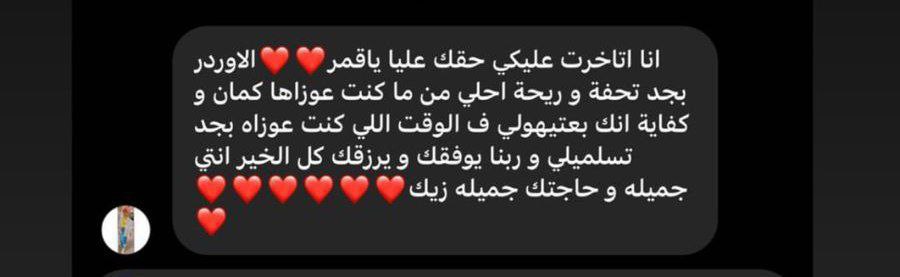 انا اتاخرت عليكي حقك عليا ياقمر❤️❤️الاوردر
بجد تحفة و ريحة احلي من ما كنت عوزاها كمان و
كفاية انك بعتيهولي ف الوقت اللي كنت عوزاه بجد
تسلميلي و ربنا يوفقك و يرزقك كل الخير انتي
جميله و حاجتك جميله زيك❤️❤️❤️❤️❤️❤️
❤️